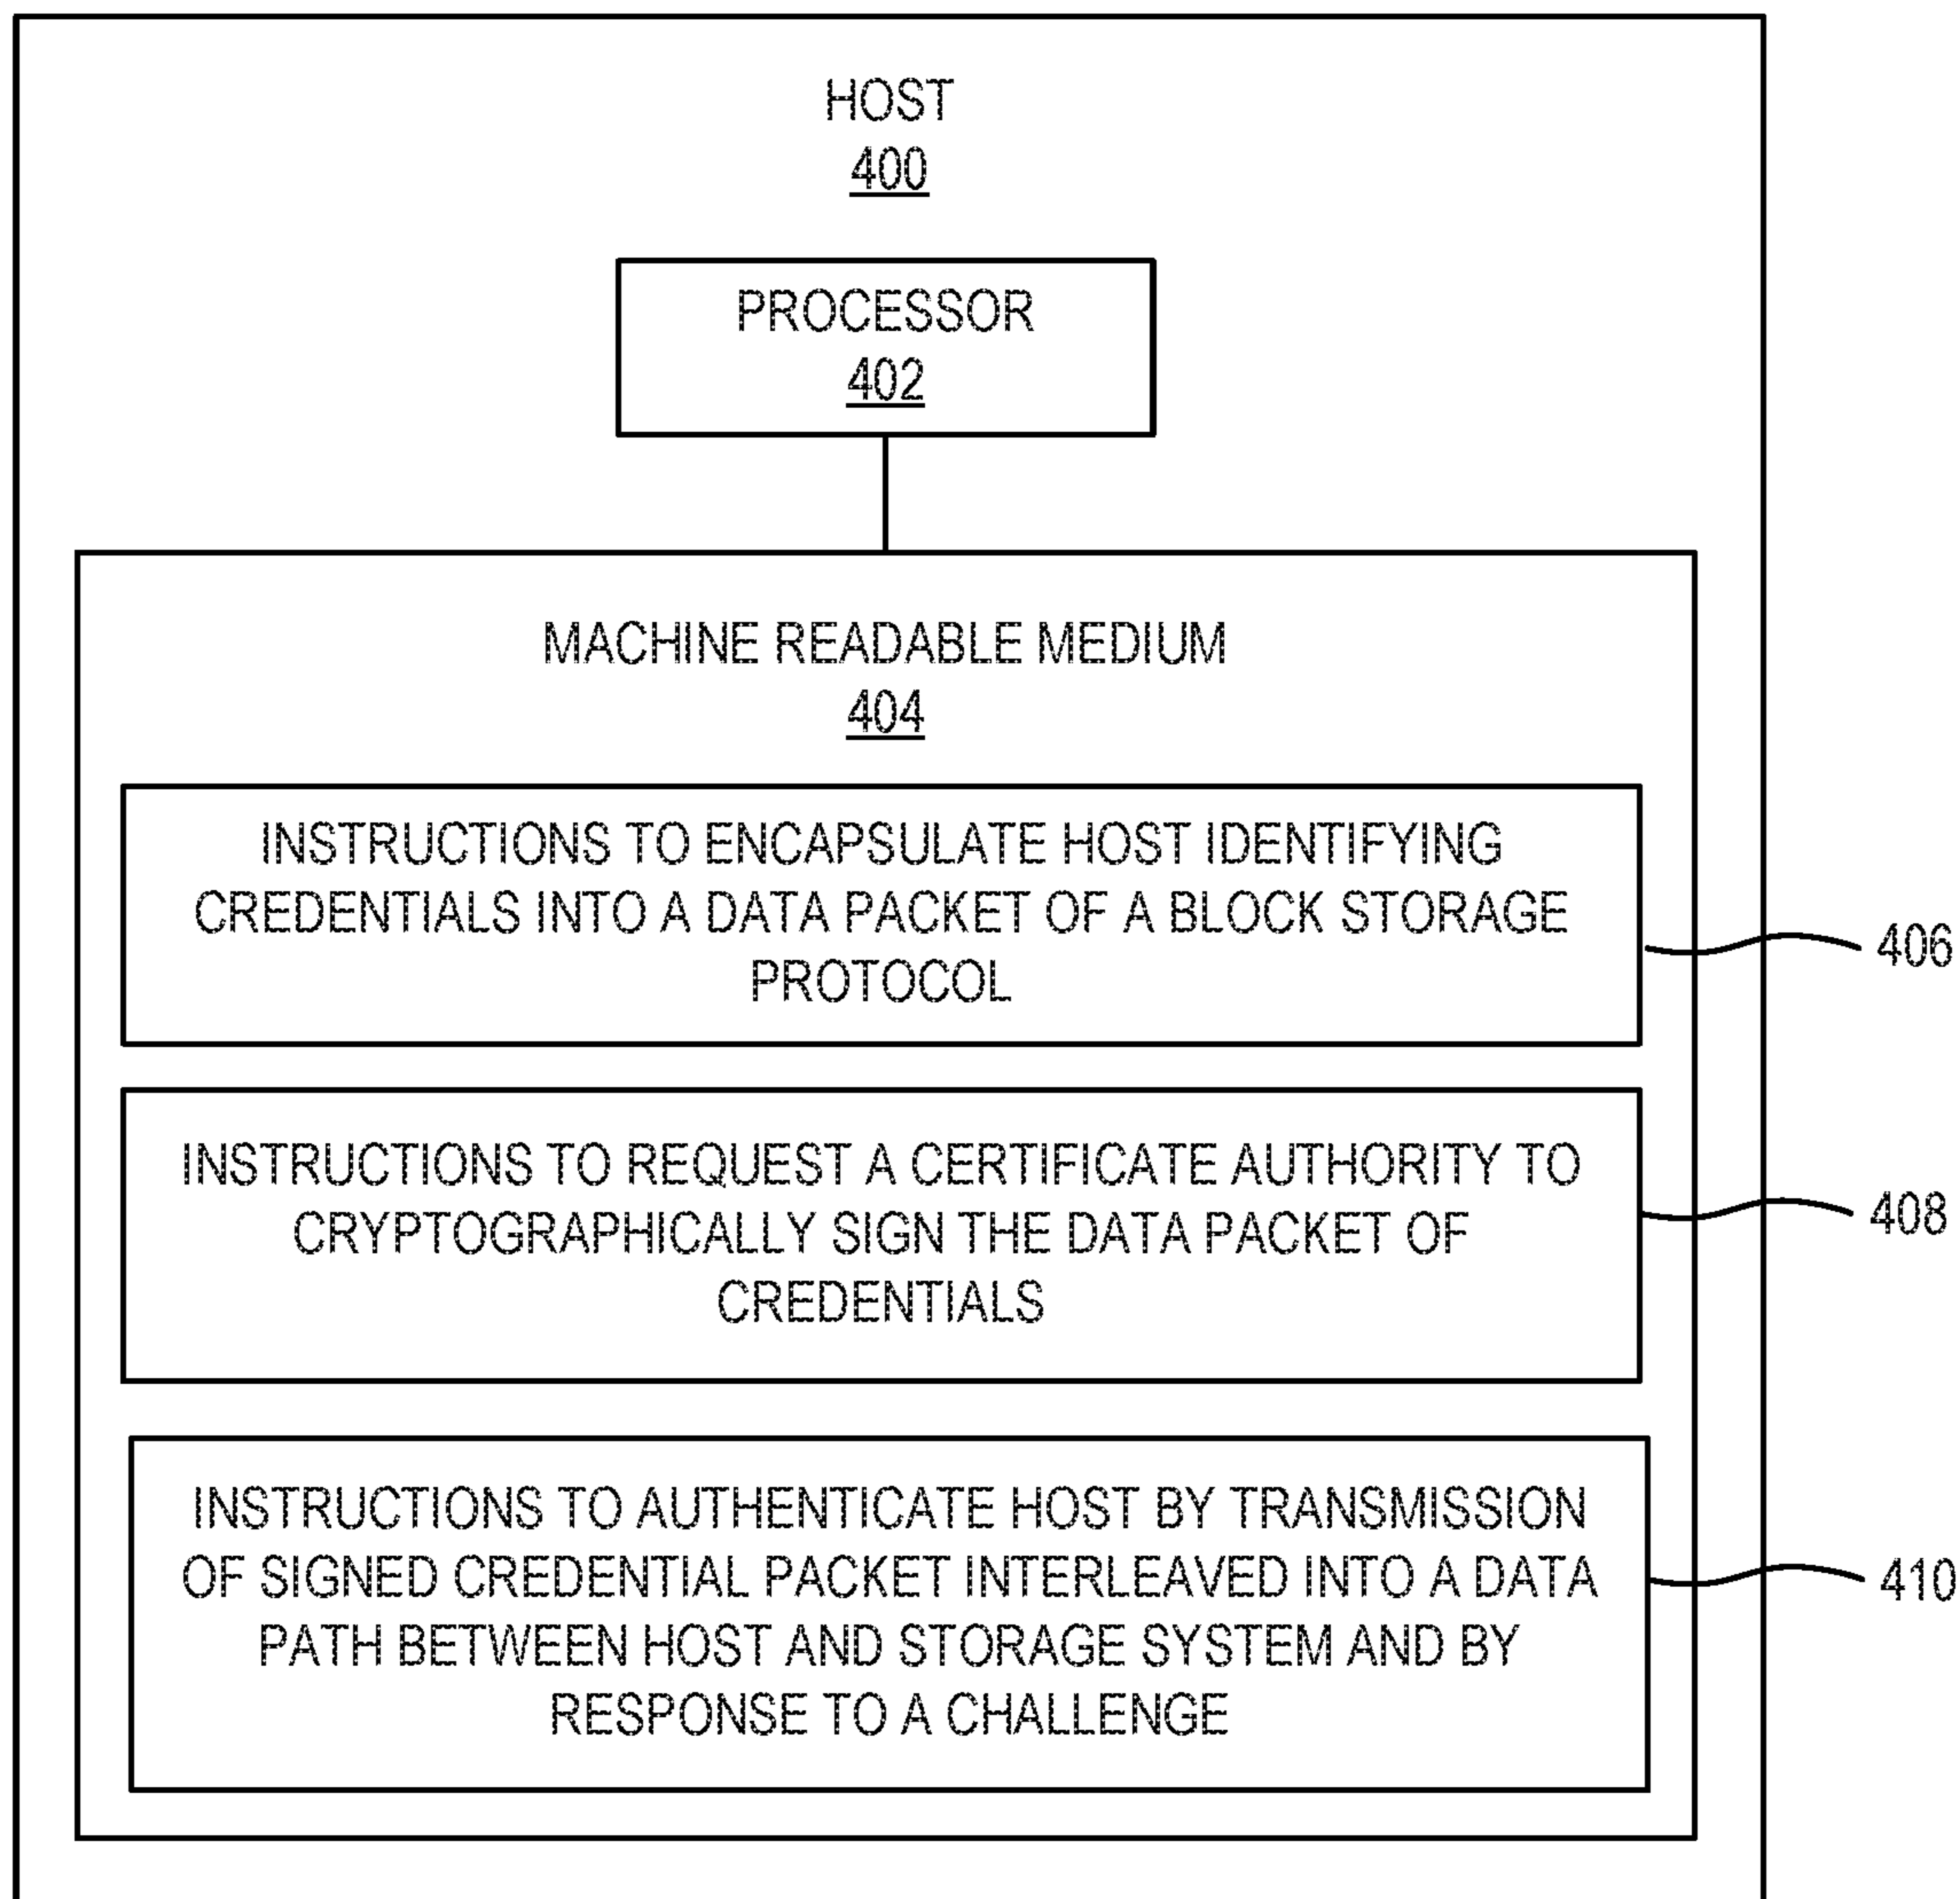 HOST
400
PROCESSOR
402
MACHINE READABLE MEDIUM
404
INSTRUCTIONS TO ENCAPSULATE HOST IDENTIFYING
CREDENTIALS INTO A DATA PACKET OF A BLOCK STORAGE
PROTOCOL
406
INSTRUCTIONS TO REQUEST A CERTIFICATE AUTHORITY TO
CRYPTOGRAPHICALLY SIGN THE DATA PACKET OF
CREDENTIALS
408
INSTRUCTIONS TO AUTHENTICATE HOST BY TRANSMISSION
OF SIGNED CREDENTIAL PACKET INTERLEAVED INTO A DATA
PATH BETWEEN HOST AND STORAGE SYSTEM AND BY
RESPONSE TO A CHALLENGE
410